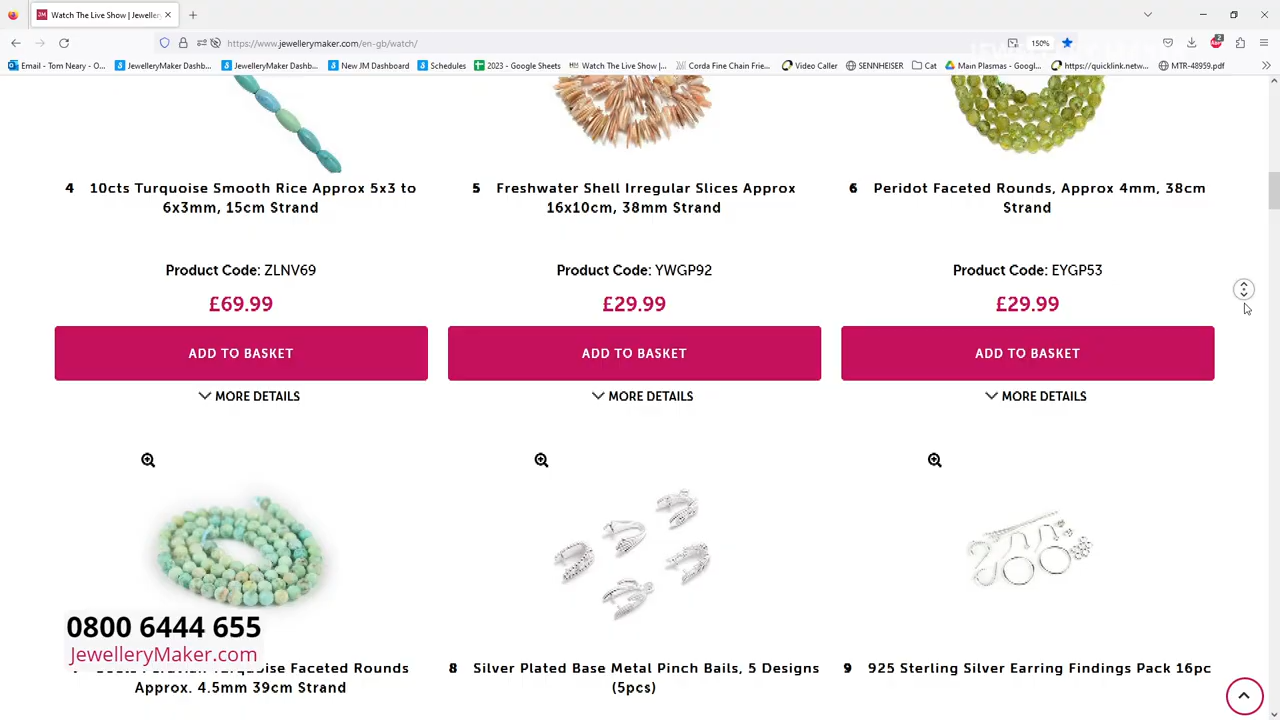 Watch The Live Show | Jeweller
https://www.jewellerymaker.com/en-gb/watch/
150%
2
Email - Tom Neary - O...
JewelleryMaker Dashb...
JewelleryMaker Dashb...
New JM Dashboard
Schedules
2023 - Google Sheets
Watch The Live Show |...
Corda Fine Chain Frie...
Video Caller
SENNHEISER
Cat
Main Plasmas - Googl...
https://quicklink.netw...
MTR-48959.pdf
4 10cts Turquoise Smooth Rice Approx 5x3 to
6x3mm, 15cm Strand
Product Code: ZLNV69
£69.99
ADD TO BASKET
MORE DETAILS
5 Freshwater Shell Irregular Slices Approx
16x10cm, 38mm Strand
Product Code: YWGP92
£29.99
ADD TO BASKET
MORE DETAILS
6 Peridot Faceted Rounds, Approx 4mm, 38cm
Strand
Product Code: EYGP53
£29.99
ADD TO BASKET
MORE DETAILS
0800 6444 655
JewelleryMaker.com
Faceted Rounds
Approx. 4.5mm 39cm Strand
8 Silver Plated Base Metal Pinch Bails, 5 Designs
(5pcs)
9 925 Sterling Silver Earring Findings Pack 16pc